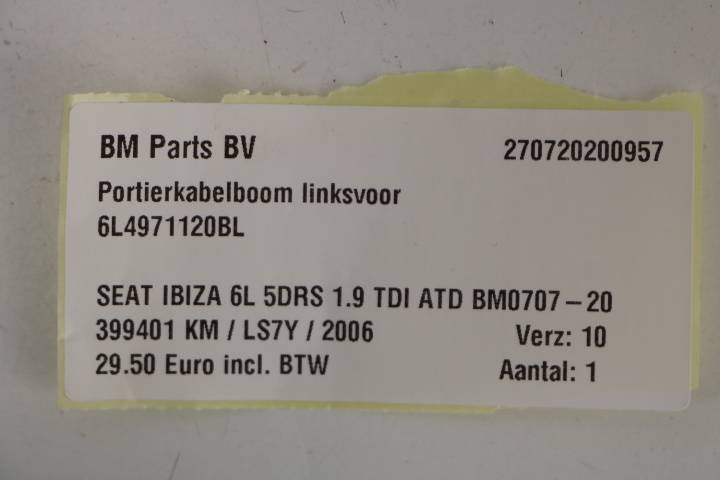 BM Parts BV 270720200957
Portierkabelboom linksvoor
6L4971120BL
SEAT IBIZA 6L 5DRS 1.9 TDI ATD BM0707-20
399401 KM / LS7Y / 2006 Verz: 10
29.50 Euro incl. BTW Aantal: 1